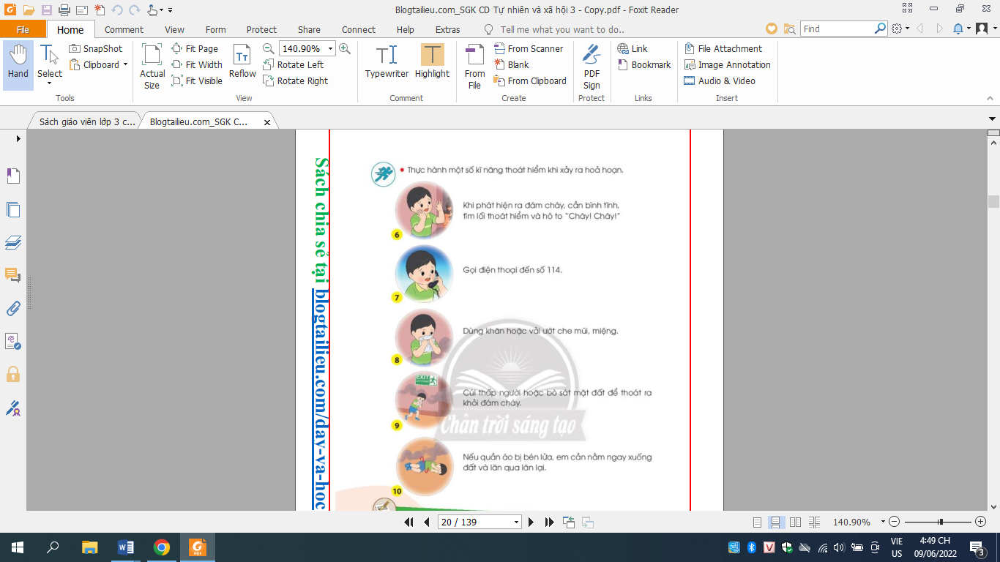 Blogtailieu.com_SGK CD Tự nhiên và xã hội 3 - Copy.pdf - Foxit Reader
File Home Comment View Form Protect Share Connect Help Extras Tell me what you want to do.. Find
Hand
Select
Tools
SnapShot
Clipboard
Actual Size
Fit Page
Fit Width
Fit Visible
Reflow
140.90%
Rotate Left
Rotate Right
View
Typewriter
Highlight
Comment
From File
From Scanner
Blank
From Clipboard
Create
PDF Sign
Protect
Link
Bookmark
Links
File Attachment
Image Annotation
Audio & Video
Insert
Sách giáo viên lớp 3 c...
Blogtailieu.com_SGK C...
Sách chia sẻ tại blogtailieu.com/day-va-hoc
Thực hành một số kĩ năng thoát hiểm khi xảy ra hoả hoạn.
6
Khi phát hiện ra đám cháy, cần bình tĩnh,
tìm lối thoát hiểm và hô to “Cháy! Cháy!”
7
Gọi điện thoại đến số 114.
8
Dùng khăn hoặc vải ướt che mũi, miệng.
EXIT
9
Cúi thấp người hoặc bò sát mặt đất để thoát ra
khỏi đám cháy.
Chân trời sáng tạo
10
Nếu quần áo bị bén lửa, em cần nằm ngay xuống
đất và lăn qua lăn lại.
20 / 139
140.90%
VIE
US
4:49 CH
09/06/2022
3